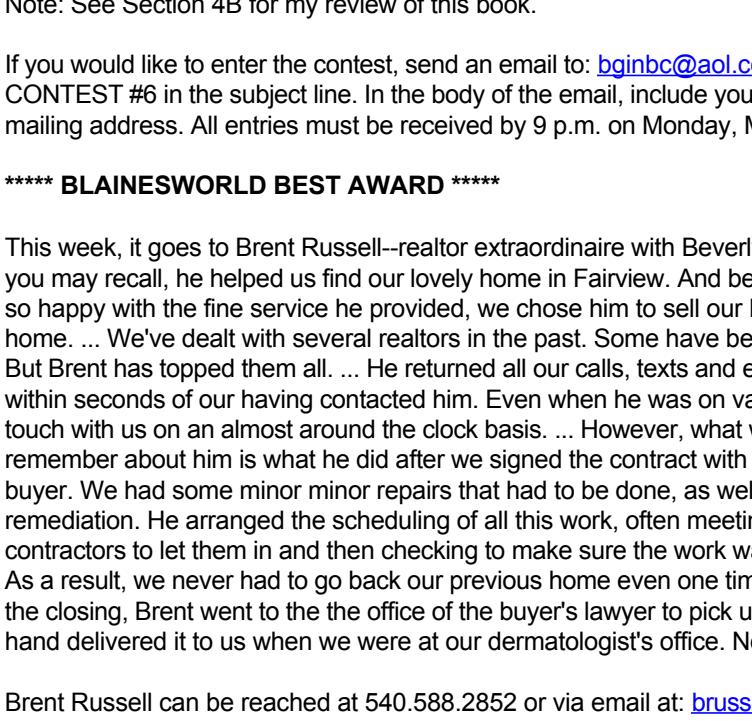 Note: See Section 4B for my review of this book.
If you would like to enter the contest, send an email to: bginbc@aol.c
CONTEST #6 in the subject line. In the body of the email, include you
mailing address. All entries must be received by 9 p.m. on Monday,
***** BLAINESWORLD BEST AWARD *****
This week, it goes to Brent Russell--realtor extraordinaire with Beverl
you may recall, he helped us find our lovely home in Fairview. And be
so happy with the fine service he provided, we chose him to sell our
home. ... We've dealt with several realtors in the past. Some have be
But Brent has topped them all. ... He returned all our calls, texts and e
within seconds of our having contacted him. Even when he was on va
touch with us on an almost around the clock basis. ... However, what
remember about him is what he did after we signed the contract with
buyer. We had some minor minor repairs that had to be done, as wel
remediation. He arranged the scheduling of all this work, often meetin
contractors to let them in and then checking to make sure the work wa
As a result, we never had to go back our previous home even one tim
the closing, Brent went to the the office of the buyer's lawyer to pick u
hand delivered it to us when we were at our dermatologist's office. N
Brent Russell can be reached at 540.588.2852 or via email at: bruss